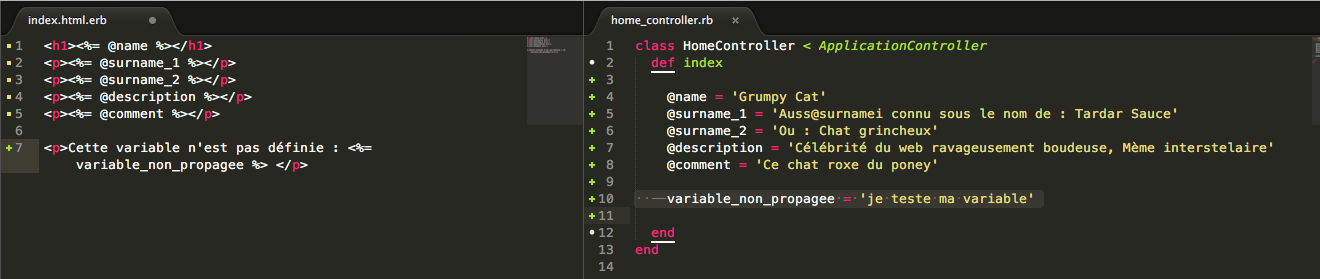 index.html.erb
1 <h1><%= @name %></h1>
2 <p><%= @surname_1 %></p>
3 <p><%= @surname_2 %></p>
4 <p><%= @description %></p>
5 <p><%= @comment %></p>
6
7 <p>Cette variable n'est pas définie : <%=
variable_non_propagee %> </p>
home_controller.rb ×
1 class HomeController < ApplicationController
2 def index
3
4 @name = 'Grumpy Cat'
5 @surname_1 = 'Auss@surnamei connu sous le nom de : Tardar Sauce'
6 @surname_2 = 'Ou : Chat grincheux'
7 @description = 'Célébrité du web ravageusement boudeuse, Mème interstelaire'
8 @comment = 'Ce chat roxe du poney'
9
10 variable_non_propagee = 'je teste ma variable'
11
12 end
13 end
14